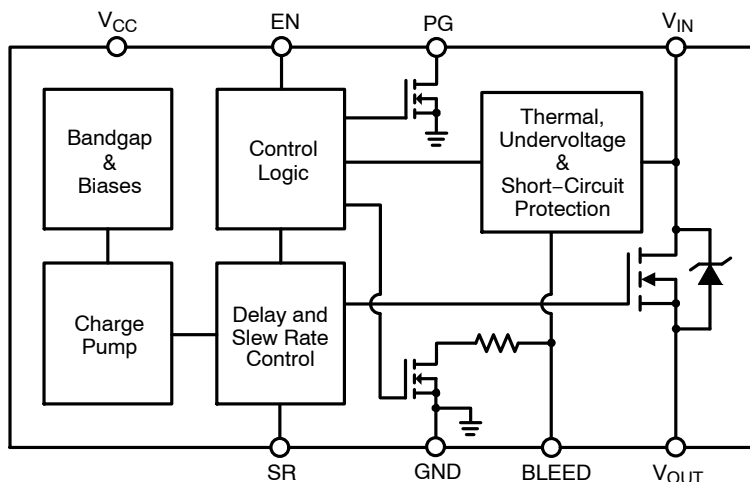 VCC
EN
PG
VIN
Bandgap
&
Biases
Control
Logic
Thermal,
Undervoltage
&
Short−Circuit
Protection
Charge
Pump
Delay and
Slew Rate
Control
SR
GND
BLEED
VOUT